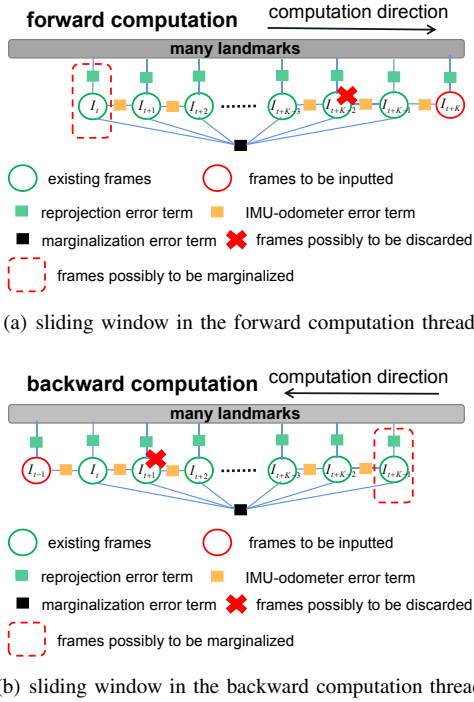 forward computation
computation direction
many landmarks
I_t I_{t+1} I_{t+2} ........ I_{t+K-3} I_{t+K-2} I_{t+K-1} I_{t+K}
existing frames frames to be inputted
reprojection error term IMU-odometer error term
marginalization error term frames possibly to be discarded
frames possibly to be marginalized
(a) sliding window in the forward computation thread
backward computation
computation direction
many landmarks
I_{t-1} I_t I_{t+1} I_{t+2} ........ I_{t+K-3} I_{t+K-2} I_{t+K-1}
existing frames frames to be inputted
reprojection error term IMU-odometer error term
marginalization error term frames possibly to be discarded
frames possibly to be marginalized
(b) sliding window in the backward computation thread